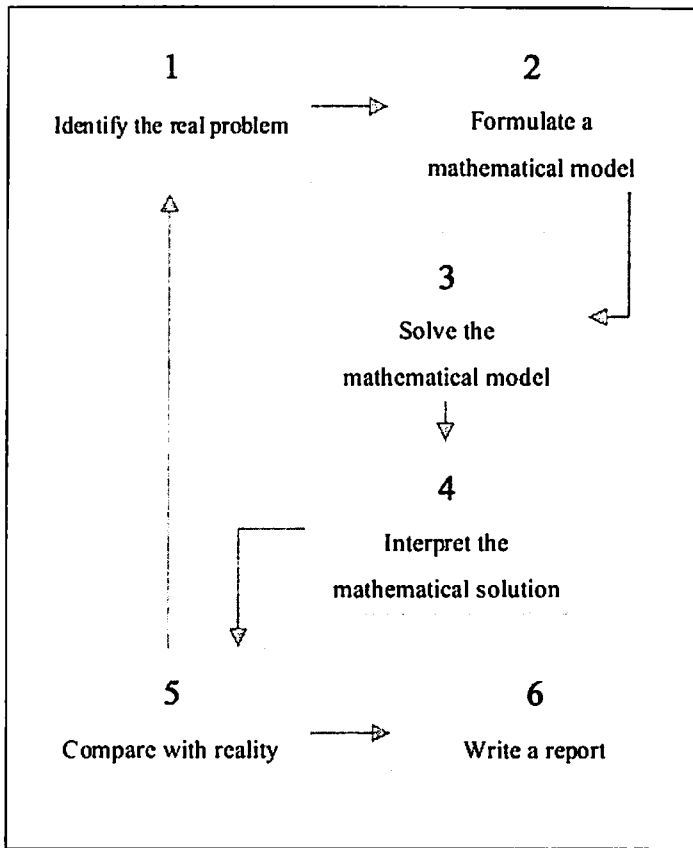 1
Identify the real problem
2
Formulate a
mathematical model
3
Solve the
mathematical model
4
Interpret the
mathematical solution
5
Compare with reality
6
Write a report